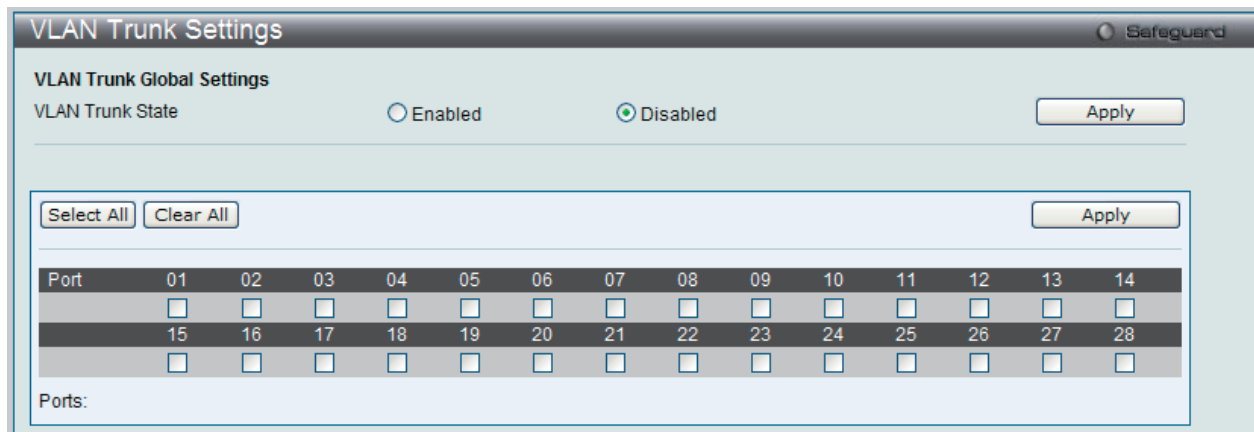 VLAN Trunk Settings Safeguard
VLAN Trunk Global Settings
VLAN Trunk State Enabled Disabled Apply
Select All Clear All Apply
Port 01 02 03 04 05 06 07 08 09 10 11 12 13 14
15 16 17 18 19 20 21 22 23 24 25 26 27 28
Ports: